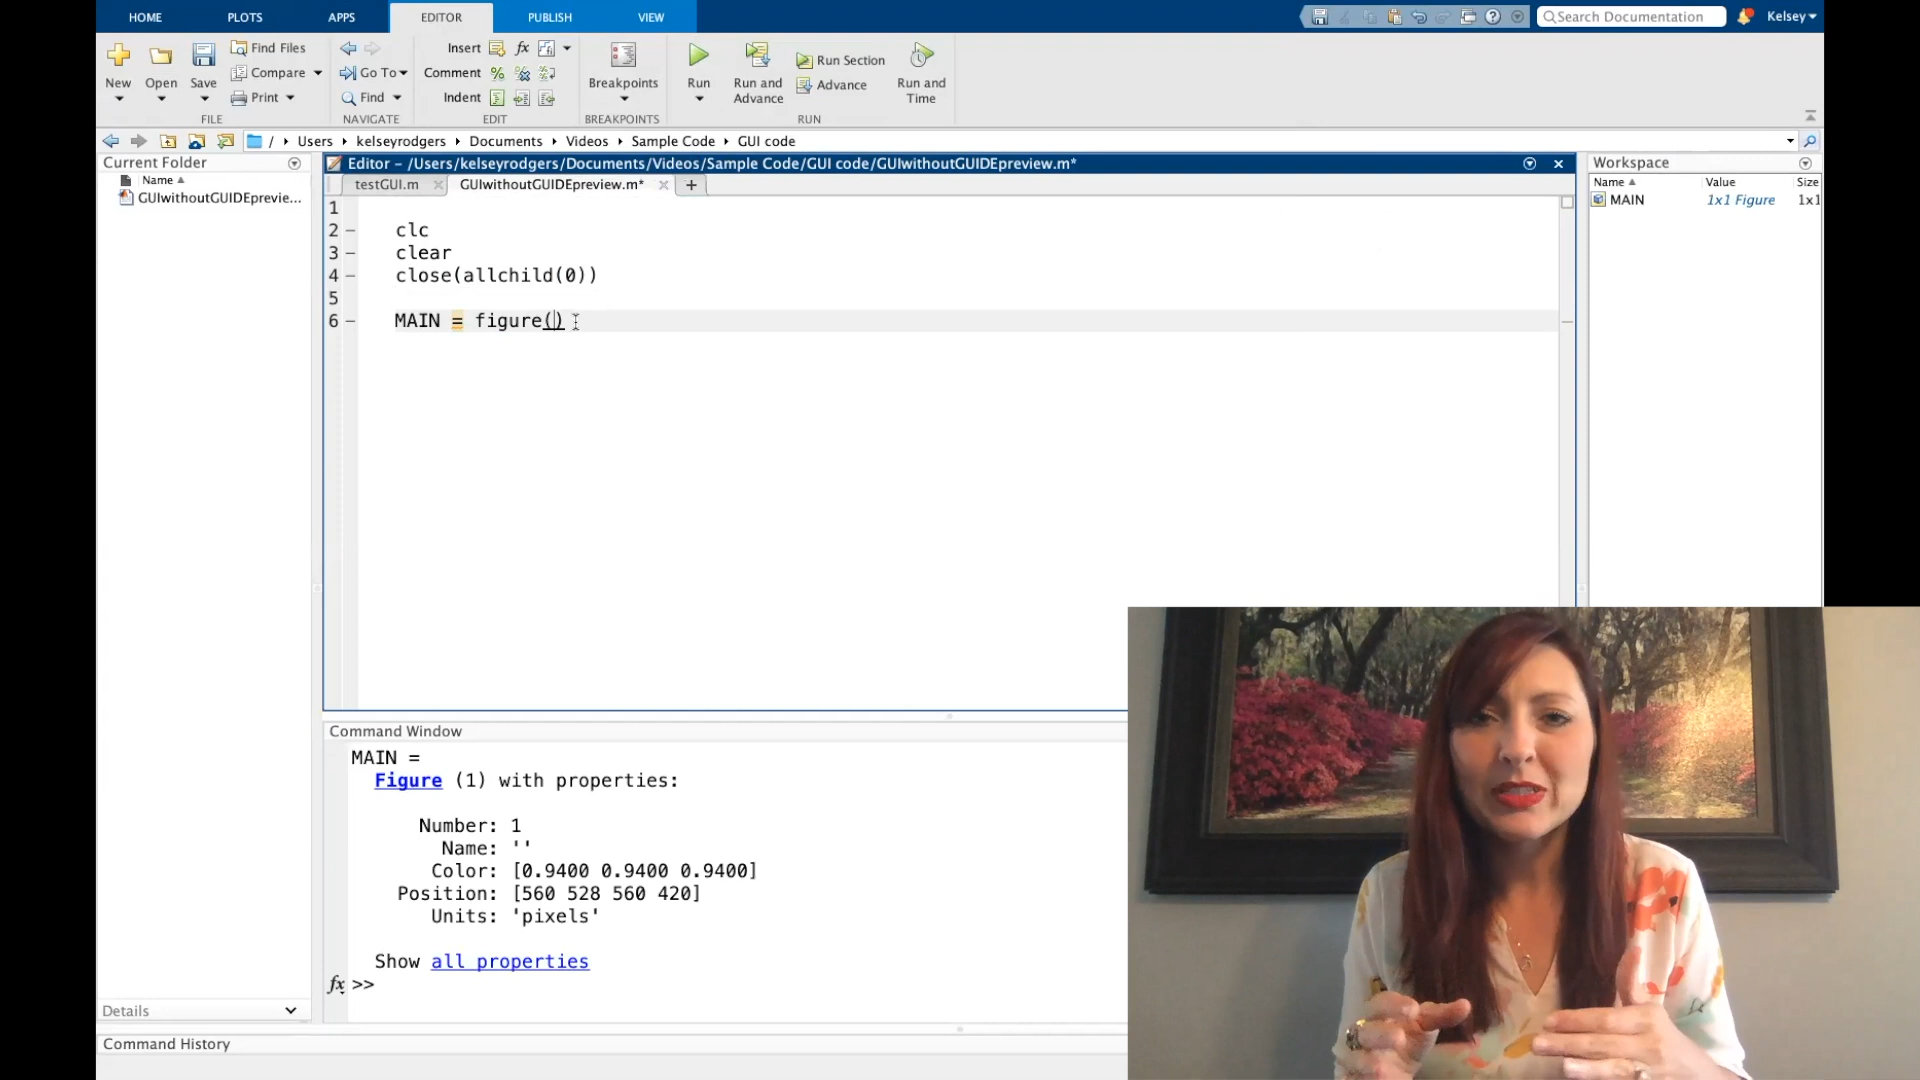 HOME PLOTS APPS EDITOR PUBLISH VIEW
Search Documentation
Kelsey
New Open Save
Find Files
Compare
Print
FILE
Go To
Find
NAVIGATE
Insert fx
Comment
Indent
EDIT
Breakpoints
BREAKPOINTS
Run
Run and
Advance
Run Section
Advance
Run and
Time
RUN
/ Users kelseyrodgers Documents Videos Sample Code GUI code
Current Folder
Name
GUIwithoutGUIDEprevie...
Details
Editor - /Users/kelseyrodgers/Documents/Videos/Sample Code/GUI code/GUIwithoutGUIDEpreview.m*
testGUI.m GUIwithoutGUIDEpreview.m* +
1
2 - clc
3 - clear
4 - close(allchild(0))
5
6 - MAIN = figure()
Workspace
Name Value Size
MAIN 1x1 Figure 1x1
Command Window
MAIN =
Figure (1) with properties:
Number: 1
Name: ''
Color: [0.9400 0.9400 0.9400]
Position: [560 528 560 420]
Units: 'pixels'
Show all properties
fx >>
Command History